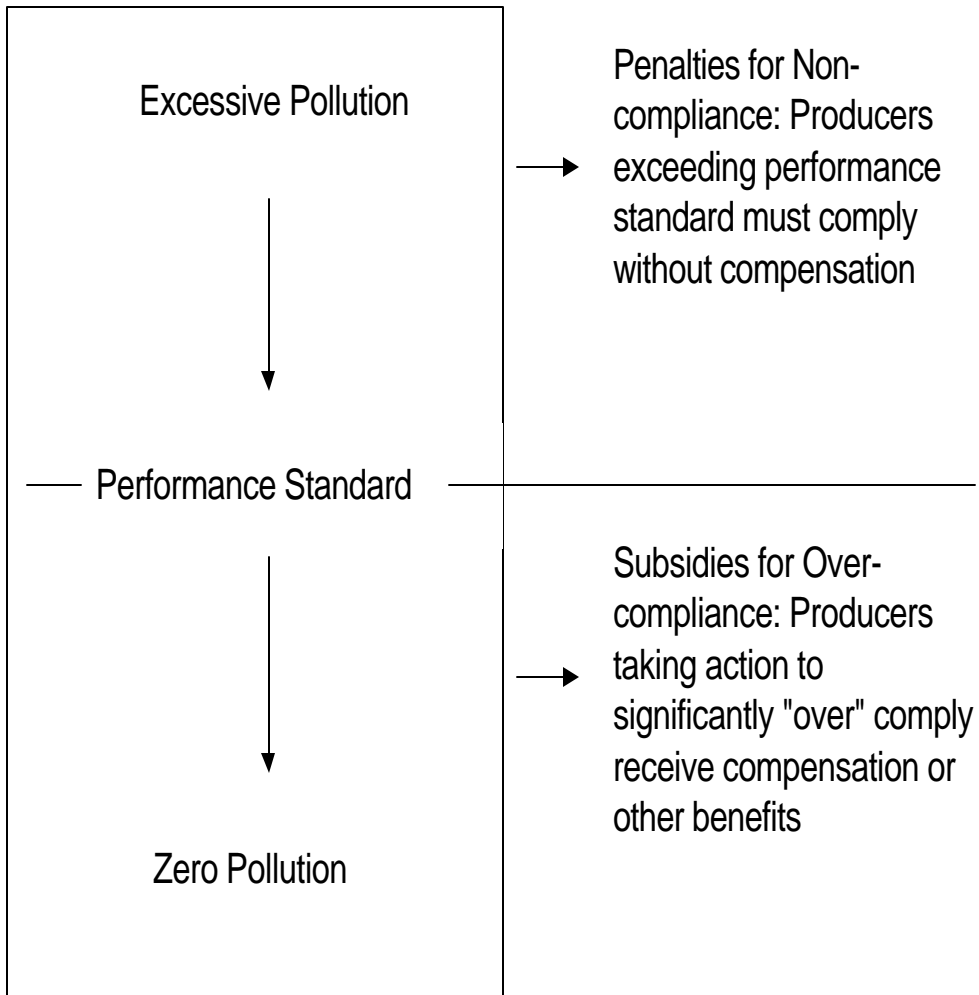 Excessive Pollution
Penalties for Non-
compliance: Producers
exceeding performance
standard must comply
without compensation
Performance Standard
Subsidies for Over-
compliance: Producers
taking action to
significantly "over" comply
receive compensation or
other benefits
Zero Pollution